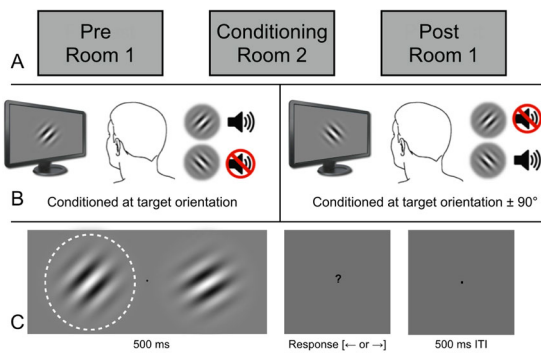 Pre
Room 1
Conditioning
Room 2
Post
Room 1
A
B
Conditioned at target orientation
Conditioned at target orientation ± 90°
C
?
500 ms
Response [← or →]
500 ms ITI